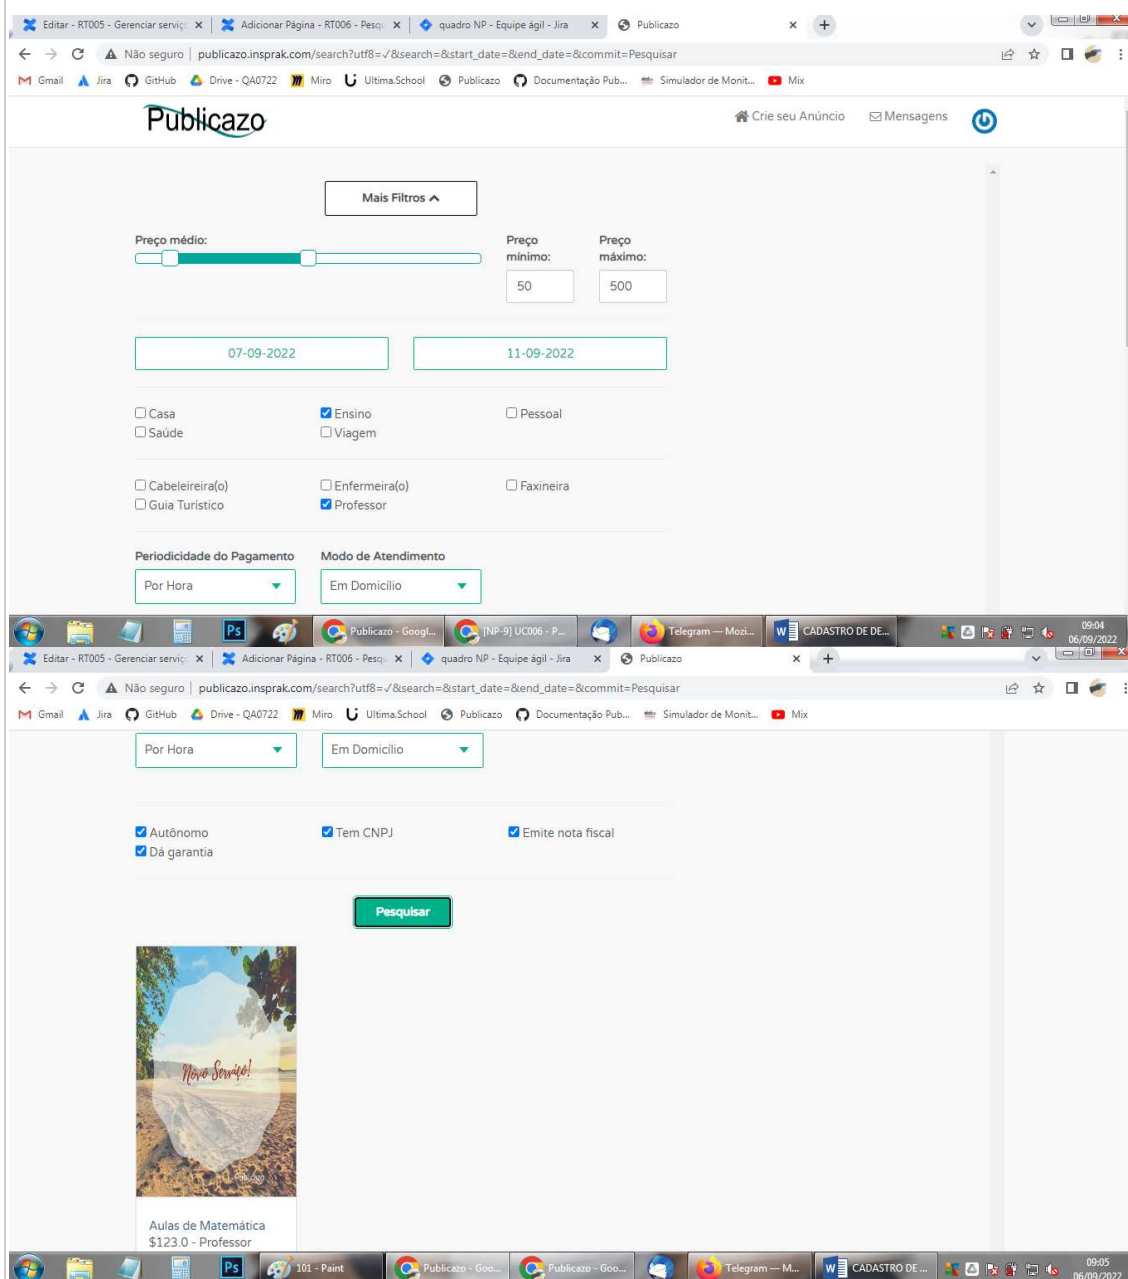 Editar - RT005 - Gerenciar serviç
Adicionar Página - RT006 - Pesq
quadro NP - Equipe ágil - Jira
Publicazo
Não seguro | publicazo.insprak.com/search?utf8=✓&search=&start_date=&end_date=&commit=Pesquisar
Gmail Jira GitHub Drive - QA0722 Miro Ultima.School Publicazo Documentação Pub... Simulador de Monit... Mix
Publicazo
Crie seu Anúncio Mensagens
Mais Filtros
Preço médio:
Preço mínimo:
Preço máximo:
50 500
07-09-2022 11-09-2022
Casa Ensino Pessoal
Saúde Viagem
Cabeleireira(o) Enfermeira(o) Faxineira
Guia Turístico Professor
Periodicidade do Pagamento Modo de Atendimento
Por Hora Em Domicílio
Ps Publicazo - Googl... [NP-9] UC006 - P... Telegram — Mozi... CADASTRO DE DE... 09:04
06/09/2022
Editar - RT005 - Gerenciar serviç
Adicionar Página - RT006 - Pesq
quadro NP - Equipe ágil - Jira
Publicazo
Não seguro | publicazo.insprak.com/search?utf8=✓&search=&start_date=&end_date=&commit=Pesquisar
Gmail Jira GitHub Drive - QA0722 Miro Ultima.School Publicazo Documentação Pub... Simulador de Monit... Mix
Por Hora Em Domicílio
Autônomo Tem CNPJ Emite nota fiscal
Dá garantia
Pesquisar
Novo Serviço!
Publicazo
Aulas de Matemática
$123.0 - Professor
Ps 101 - Paint Publicazo - Goo... Publicazo - Goo... Telegram — M... CADASTRO DE ... 09:05
06/09/2022